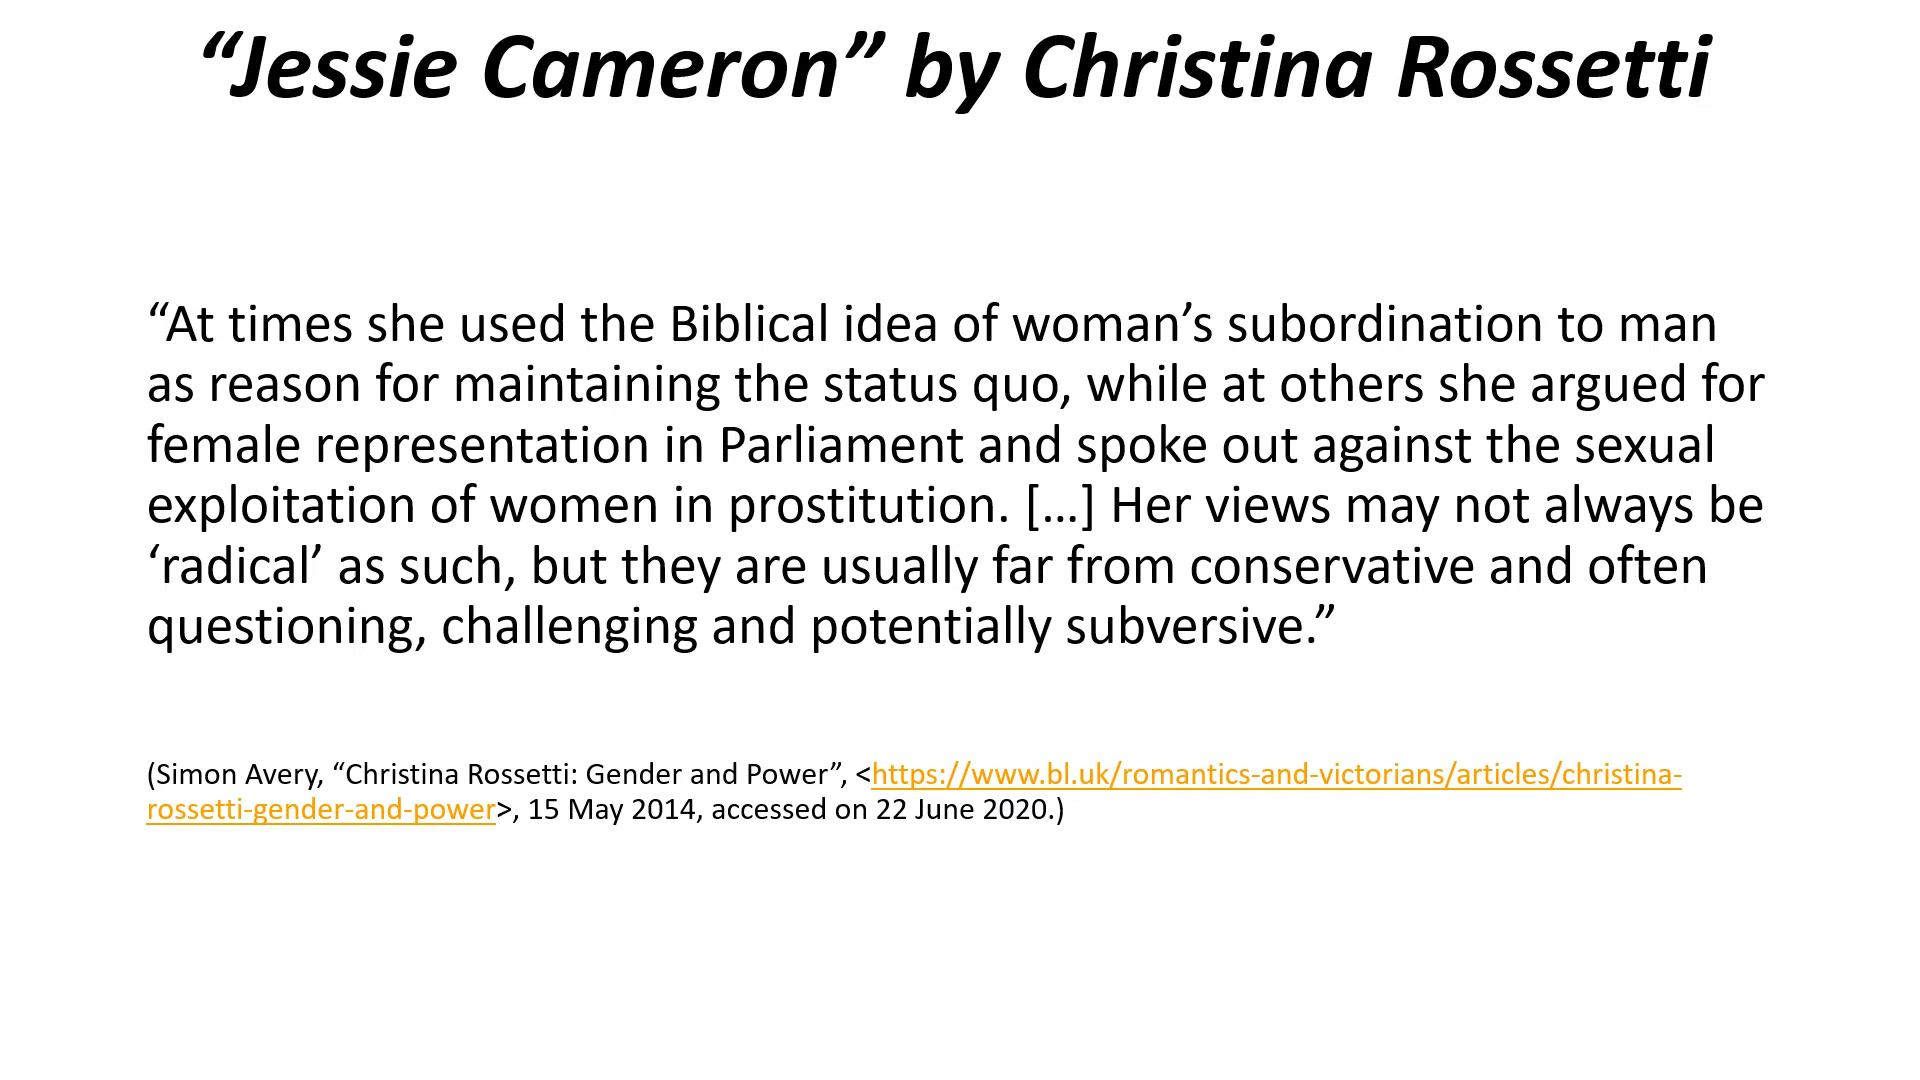 “Jessie Cameron” by Christina Rossetti
“At times she used the Biblical idea of woman’s subordination to man
as reason for maintaining the status quo, while at others she argued for
female representation in Parliament and spoke out against the sexual
exploitation of women in prostitution. […] Her views may not always be
‘radical’ as such, but they are usually far from conservative and often
questioning, challenging and potentially subversive.”
(Simon Avery, “Christina Rossetti: Gender and Power”, <https://www.bl.uk/romantics-and-victorians/articles/christina-
rossetti-gender-and-power>, 15 May 2014, accessed on 22 June 2020.)